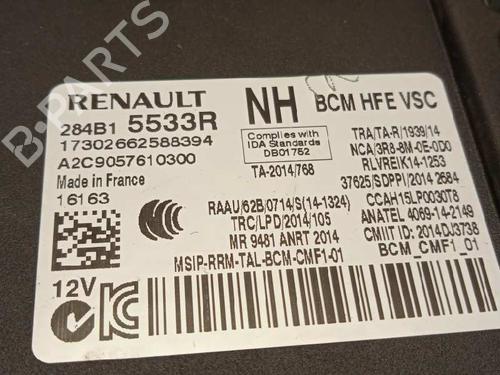 RENAULT
NH
BCM HFE VSC
284B1 5533R
17302662588394
A2C9057610300
Made in France
16163
12V
Complies with
IDA Standards
DB01752
TA-2014/768
TRA/TA-R/1939/14
NCA/3R8-8M-0E-0D0
RLVREIK14-1253
37625/SDPPI/2014 2684
CCAH15LP0030T8
ANATEL 4069-14-2149
CMIIT ID: 2014DJ3738
BCM_CMF1_01
RAAU/62B/0714/S(14-1324)
TRC/LPD/2014/105
MR 9481 ANRT 2014
MSIP-RRM-TAL-BCM-CMF1-01
B-PARTS